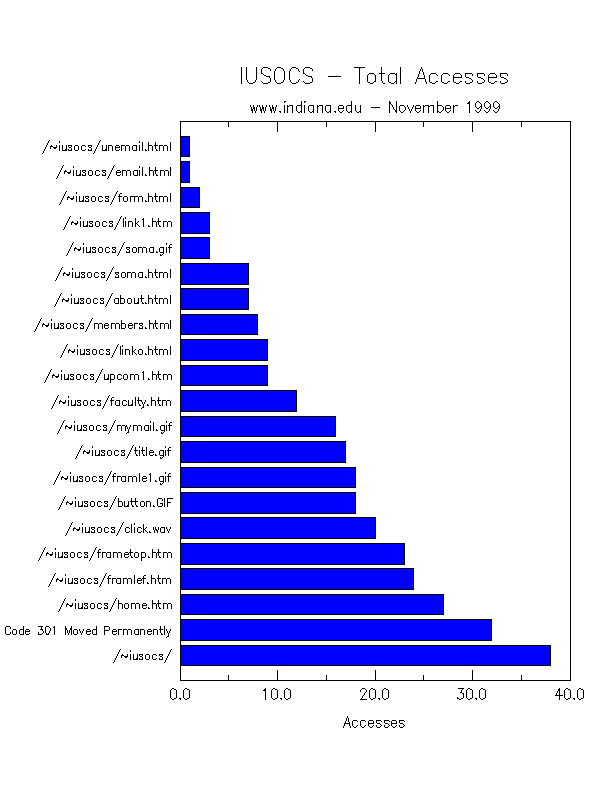 IUSOCS – Total Accesses
www.indiana.edu – November 1999
/~iusocs/unemail.html
/~iusocs/email.html
/~iusocs/form.html
/~iusocs/link1.htm
/~iusocs/soma.gif
/~iusocs/soma.html
/~iusocs/about.html
/~iusocs/members.html
/~iusocs/linko.html
/~iusocs/upcom1.htm
/~iusocs/faculty.htm
/~iusocs/mymail.gif
/~iusocs/title.gif
/~iusocs/framle1.gif
/~iusocs/button.GIF
/~iusocs/click.wav
/~iusocs/frametop.htm
/~iusocs/framlef.htm
/~iusocs/home.htm
Code 301 Moved Permanently
/~iusocs/
0.0 10.0 20.0 30.0 40.0
Accesses